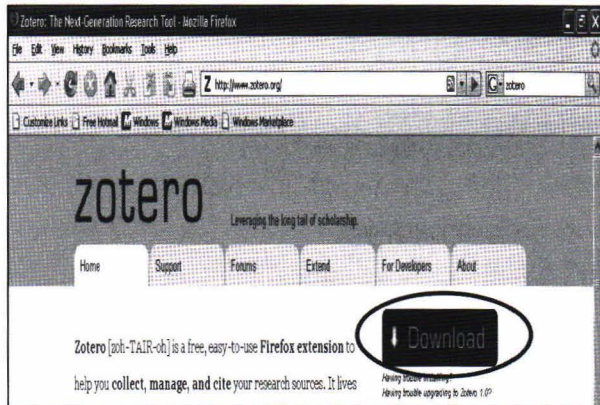 Zotero: The Next-Generation Research Tool - Mozilla Firefox
File Edit View History Bookmarks Tools Help
Z http://www.zotero.org/ G zotero
Customize Links Free Hotmail Windows Windows Media Windows Marketplace
zotero Leveraging the long tail of scholarship.
Home Support Forums Extend For Developers About
Download
Zotero [zoh-TAIR-oh] is a free, easy-to-use Firefox extension to
Having trouble installing?
help you collect, manage, and cite your research sources. It lives
Having trouble upgrading to Zotero 1.0?